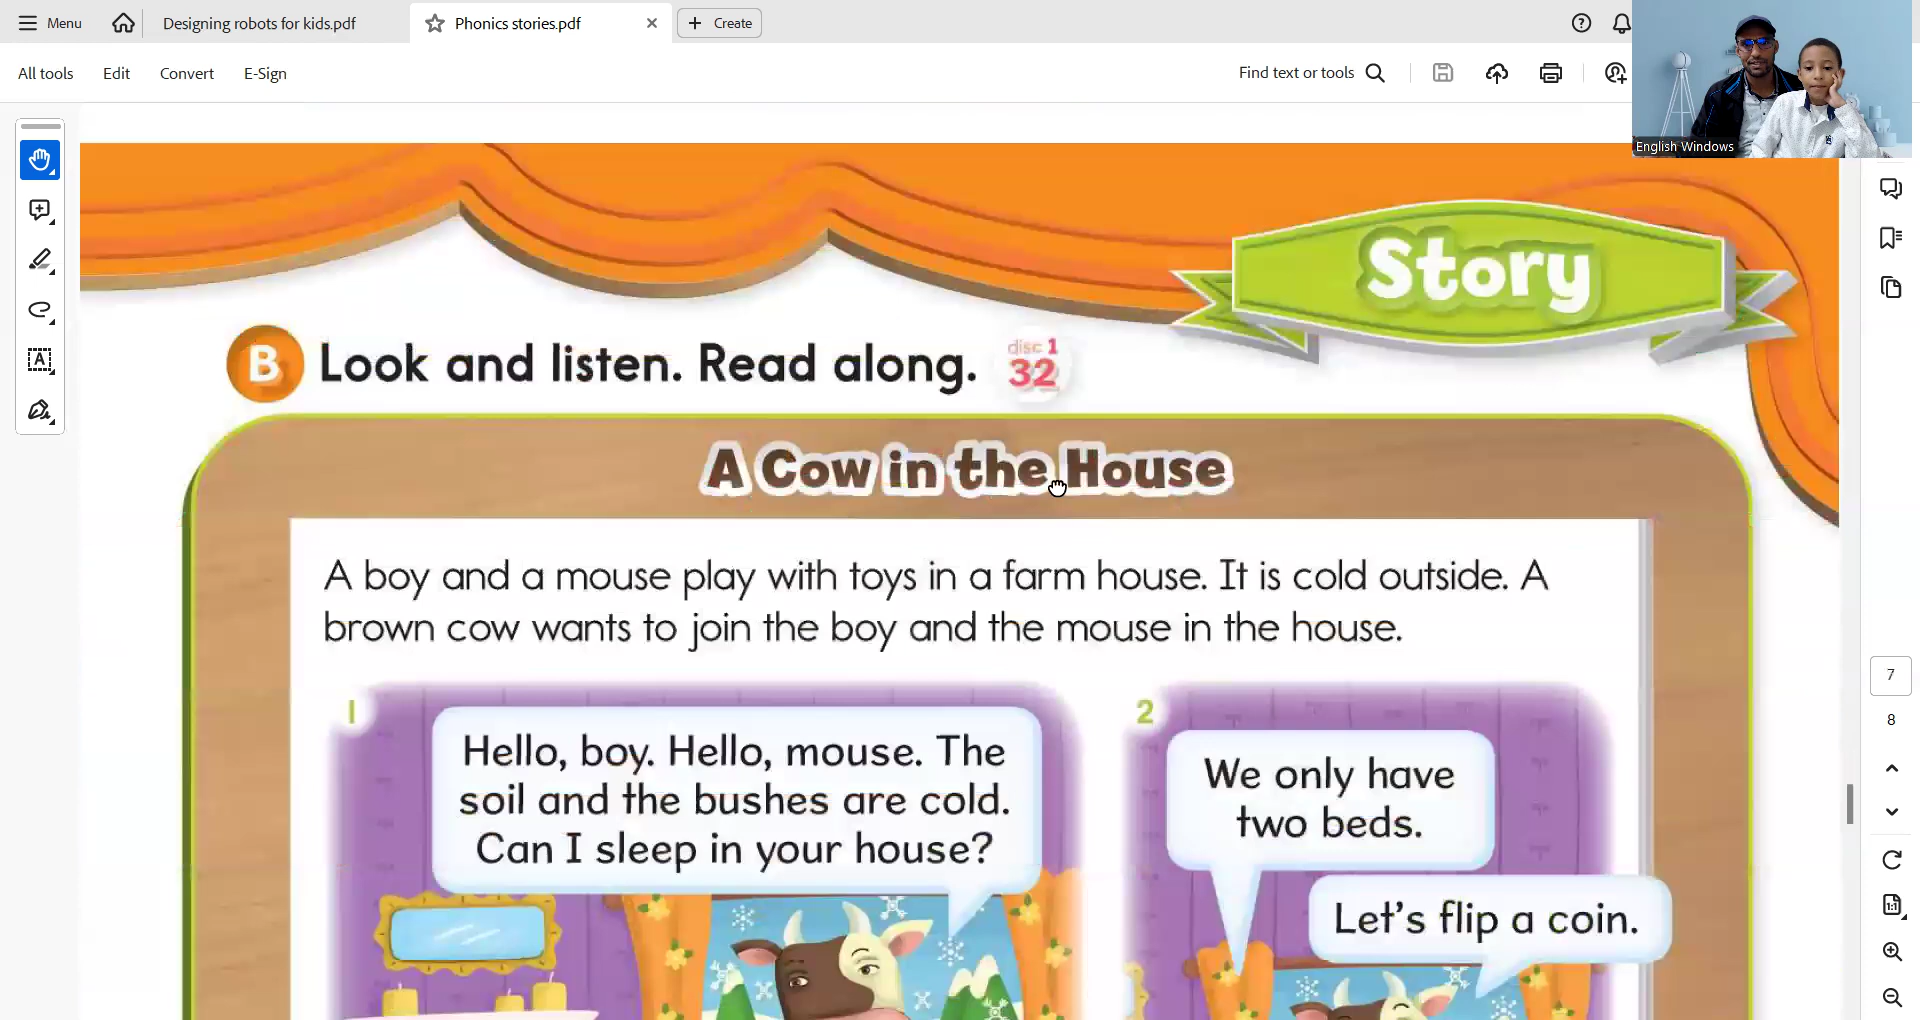 Menu
Designing robots for kids.pdf
Phonics stories.pdf
Create
All tools
Edit
Convert
E-Sign
Find text or tools
English Windows
Story
B Look and listen. Read along. disc 1 32
A Cow in the House
A boy and a mouse play with toys in a farm house. It is cold outside. A
brown cow wants to join the boy and the mouse in the house.
1
Hello, boy. Hello, mouse. The
soil and the bushes are cold.
Can I sleep in your house?
2
We only have
two beds.
Let's flip a coin.
7
8
1:1